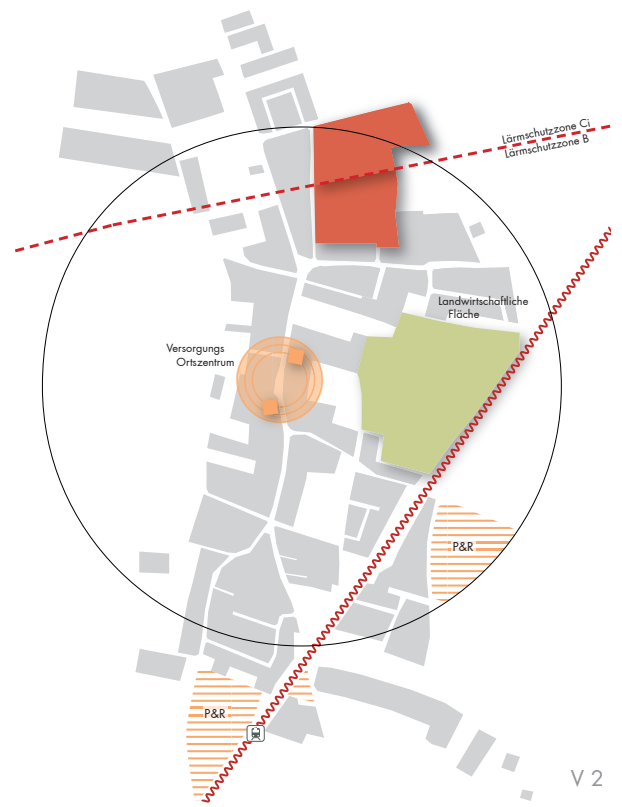 Lärmschutzzone Ci
Lärmschutzzone B
Landwirtschaftliche
Fläche
Versorgungs
Ortszentrum
P&R
P&R
V 2